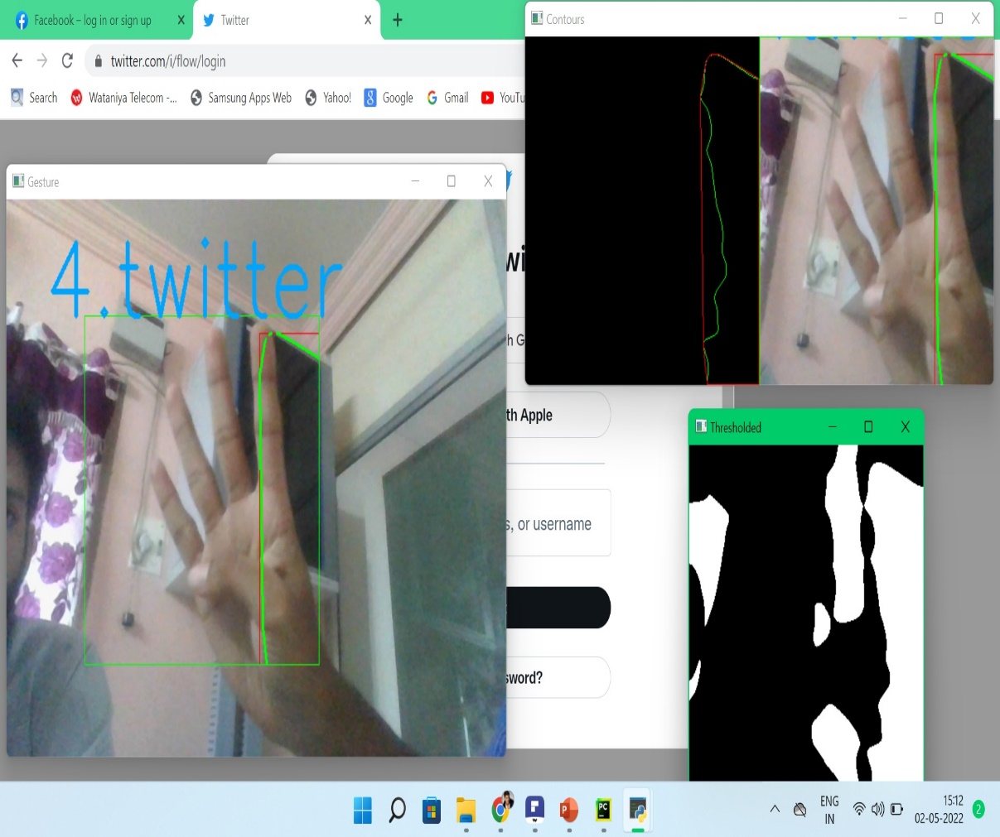 Facebook – log in or sign up
Twitter
twitter.com/i/flow/login
Search
Wataniya Telecom -...
Samsung Apps Web
Yahoo!
Google
Gmail
YouTu
Contours
Gesture
4.twitter
wi
h G
th Apple
s, or username
sword?
Thresholded
ENG
IN
15:12
02-05-2022
2